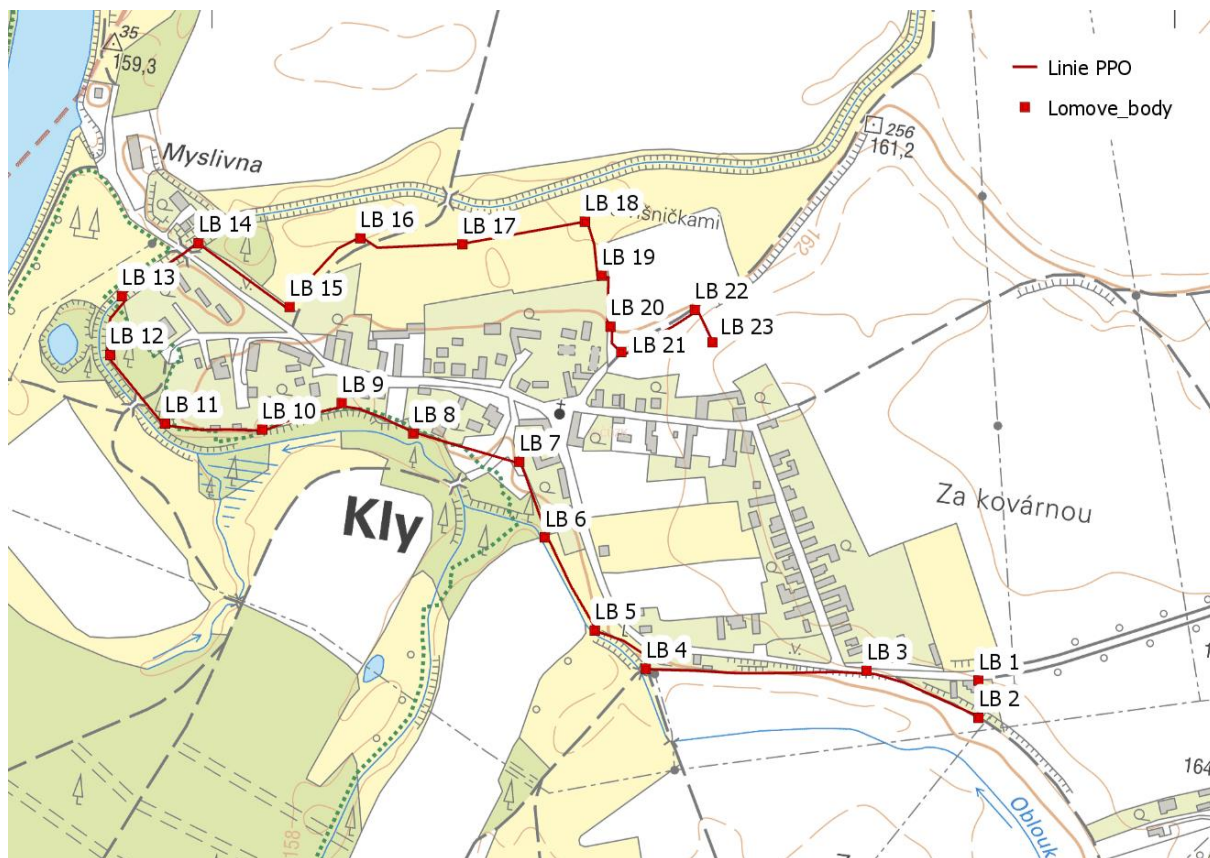 35
159,3
Linie PPO
Lomove_body
256
161,2
Myslivna
LB 14
LB 16
LB 17
LB 18
162
LB 13
LB 15
LB 19
LB 20
LB 22
LB 12
LB 21
LB 23
LB 11
LB 10
LB 9
LB 8
LB 7
Kly
LB 6
Za kovárnou
LB 5
LB 4
LB 3
LB 1
LB 2
164
158
Oblouk